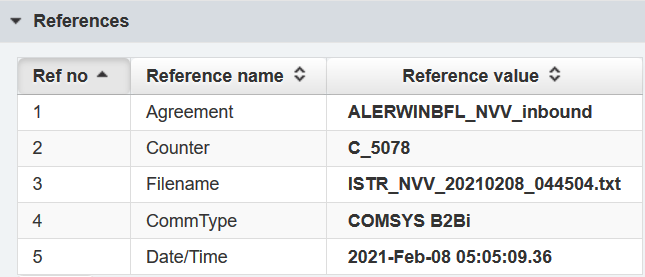 References
Ref no Reference name Reference value
1 Agreement ALERWINBFL_NVV_inbound
2 Counter C_5078
3 Filename ISTR_NVV_20210208_044504.txt
4 CommType COMSYS B2Bi
5 Date/Time 2021-Feb-08 05:05:09.36